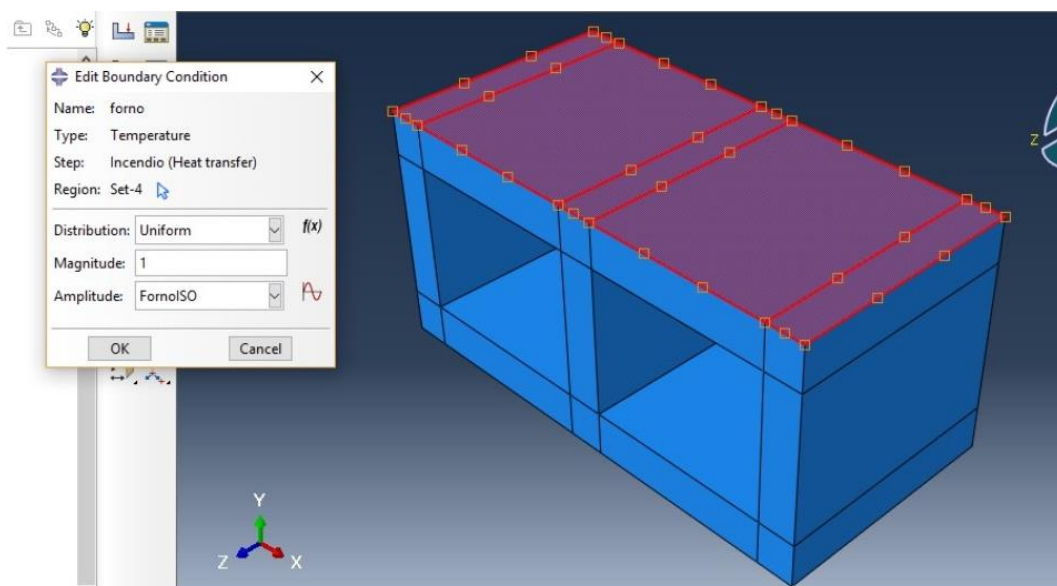 Edit Boundary Condition
Name: forno
Type: Temperature
Step: Incendio (Heat transfer)
Region: Set-4
Distribution: Uniform f(x)
Magnitude: 1
Amplitude: FornoISO
OK Cancel
Z
Y
Z X